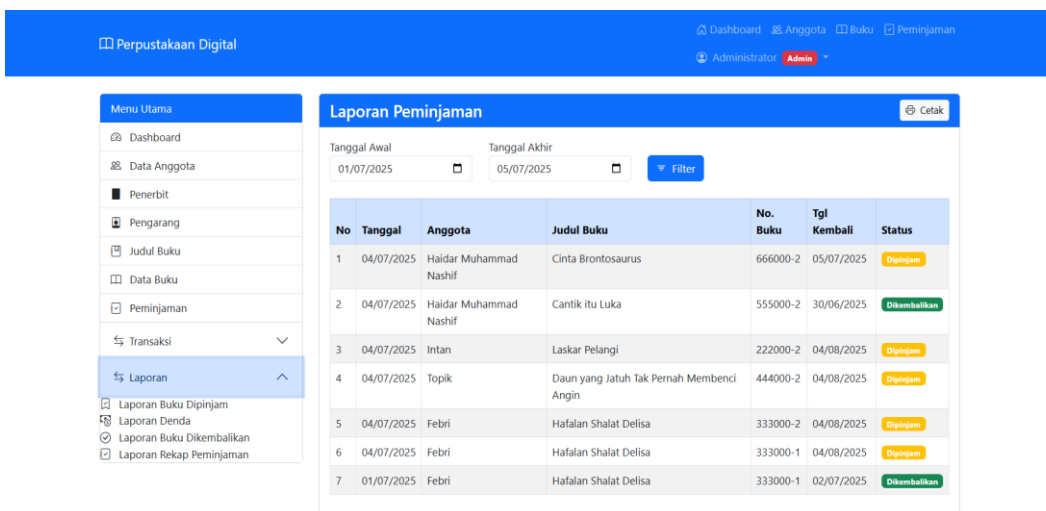 Perpustakaan Digital
Dashboard Anggota Buku Peminjaman
Administrator Admin
Menu Utama
Dashboard
Data Anggota
Penerbit
Pengarang
Judul Buku
Data Buku
Peminjaman
Transaksi
Laporan
Laporan Buku Dipinjam
Laporan Denda
Laporan Buku Dikembalikan
Laporan Rekap Peminjaman
Laporan Peminjaman Cetak
Tanggal Awal Tanggal Akhir
01/07/2025 05/07/2025 Filter
No Tanggal Anggota Judul Buku No. Buku Tgl Kembali Status
1 04/07/2025 Haidar Muhammad Nashif Cinta Brontosaurus 666000-2 05/07/2025 Dipinjam
2 04/07/2025 Haidar Muhammad Nashif Cantik itu Luka 555000-2 30/06/2025 Dikembalikan
3 04/07/2025 Intan Laskar Pelangi 222000-2 04/08/2025 Dipinjam
4 04/07/2025 Topik Daun yang Jatuh Tak Pernah Membenci Angin 444000-2 04/08/2025 Dipinjam
5 04/07/2025 Febri Hafalan Shalat Delisa 333000-2 04/08/2025 Dipinjam
6 04/07/2025 Febri Hafalan Shalat Delisa 333000-1 04/08/2025 Dipinjam
7 01/07/2025 Febri Hafalan Shalat Delisa 333000-1 02/07/2025 Dikembalikan